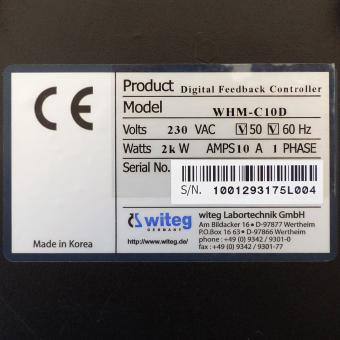 CE
Product Digital Feedback Controller
Model WHM-C10D
Volts 230 VAC V 50 V 60 Hz
Watts 2kW AMPS 10 A 1 PHASE
Serial No.
S/N. 1001293175L004
witeg
GERMANY
http://www.witeg.de/
witeg Labortechnik GmbH
Am Bildacker 16 • D-97877 Wertheim
P.O.Box 16 63 • D-97866 Wertheim
phone : +49 (0) 9342 / 9301-0
fax : +49 (0) 9342 / 9301-77
Made in Korea